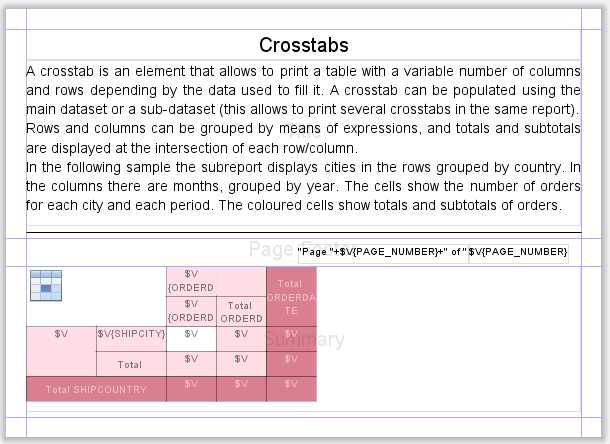 Crosstabs
A crosstab is an element that allows to print a table with a variable number of columns
and rows depending by the data used to fill it. A crosstab can be populated using the
main dataset or a sub-dataset (this allows to print several crosstabs in the same report).
Rows and columns can be grouped by means of expressions, and totals and subtotals
Title
are displayed at the intersection of each row/column.
In the following sample the subreport displays cities in the rows grouped by country. In
the columns there are months, grouped by year. The cells show the number of orders
for each city and each period. The coloured cells show totals and subtotals of orders.
Page Footer
"Page "+$V{PAGE_NUMBER}+" of "$V{PAGE_NUMBER}
$V
{ORDERD
Total
ORDERDA
TE
$V
{ORDERD
Total
ORDERD
$V $V{SHIPCITY} $V $V $V
Summary
Total $V $V $V
Total SHIPCOUNTRY $V $V $V